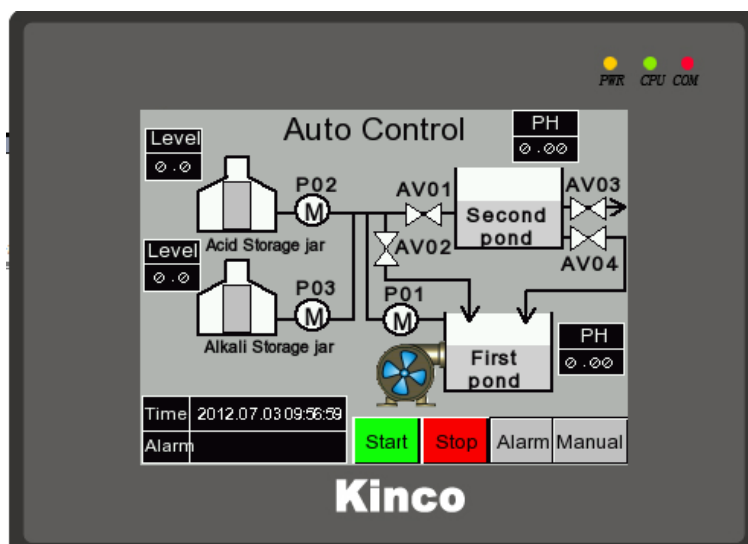 PWR CPU COM
Auto Control
Level
0.0
PH
0.00
P02
M
AV01
AV03
Second
pond
Acid Storage jar
AV02
AV04
Level
0.0
P03
M
P01
M
Alkali Storage jar
First
pond
PH
0.00
Time 2012.07.03 09:56:59
Alarm
Start Stop Alarm Manual
Kinco